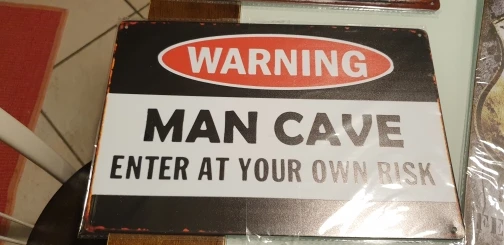 WARNING
MAN CAVE
ENTER AT YOUR OWN RISK